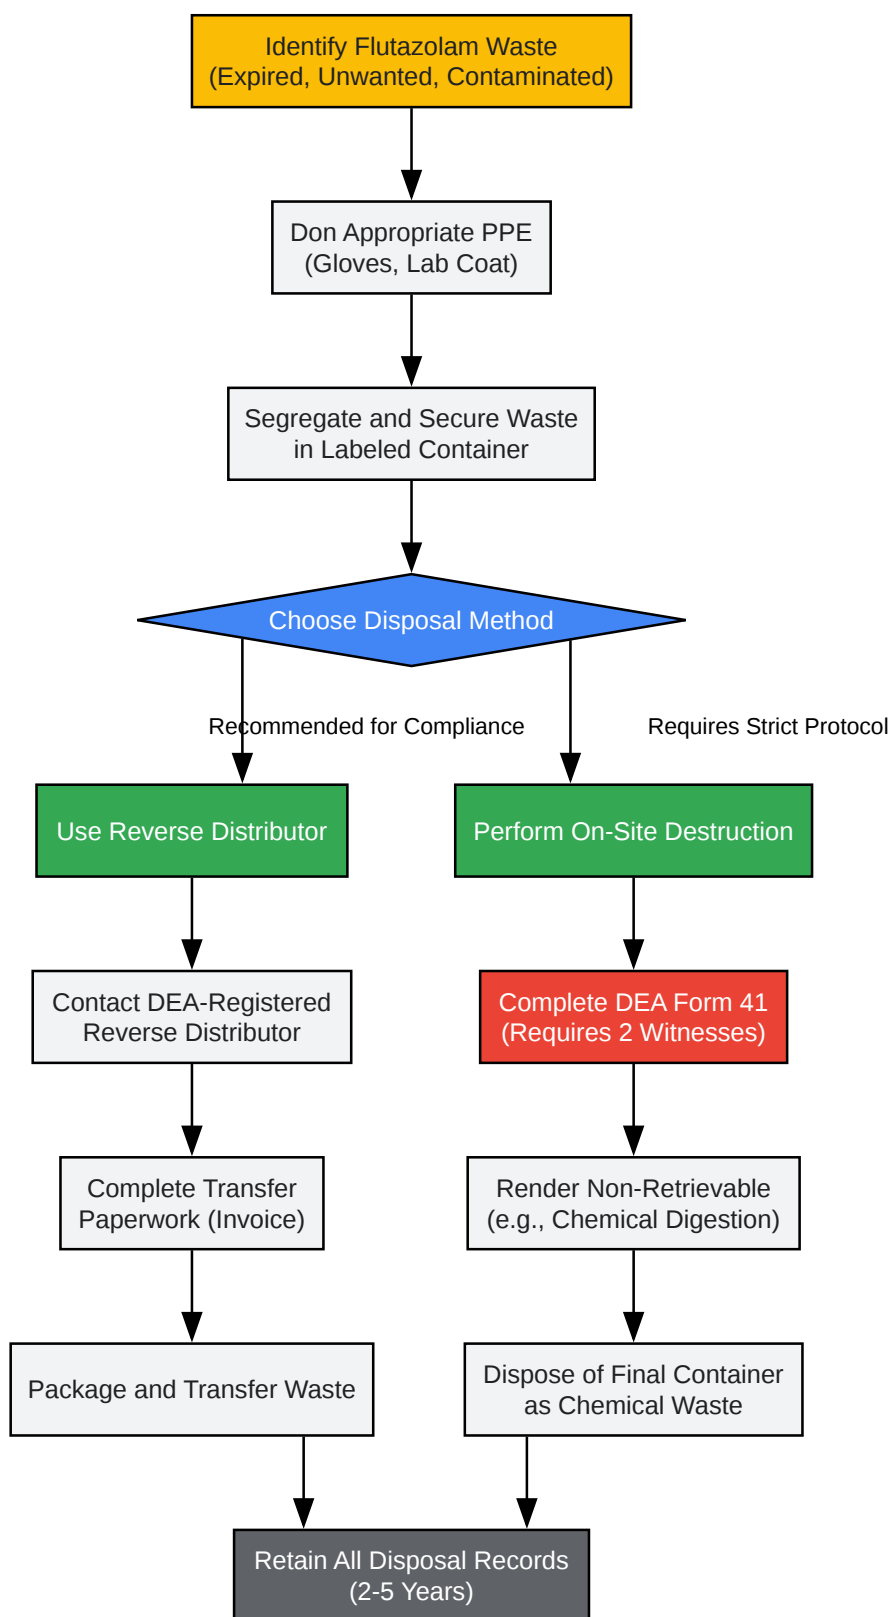 Identify Flutazolam Waste
(Expired, Unwanted, Contaminated)
Don Appropriate PPE
(Gloves, Lab Coat)
Segregate and Secure Waste
in Labeled Container
Choose Disposal Method
Recommended for Compliance
Requires Strict Protocol
Use Reverse Distributor
Perform On-Site Destruction
Contact DEA-Registered
Reverse Distributor
Complete DEA Form 41
(Requires 2 Witnesses)
Complete Transfer
Paperwork (Invoice)
Render Non-Retrievable
(e.g., Chemical Digestion)
Package and Transfer Waste
Dispose of Final Container
as Chemical Waste
Retain All Disposal Records
(2-5 Years)